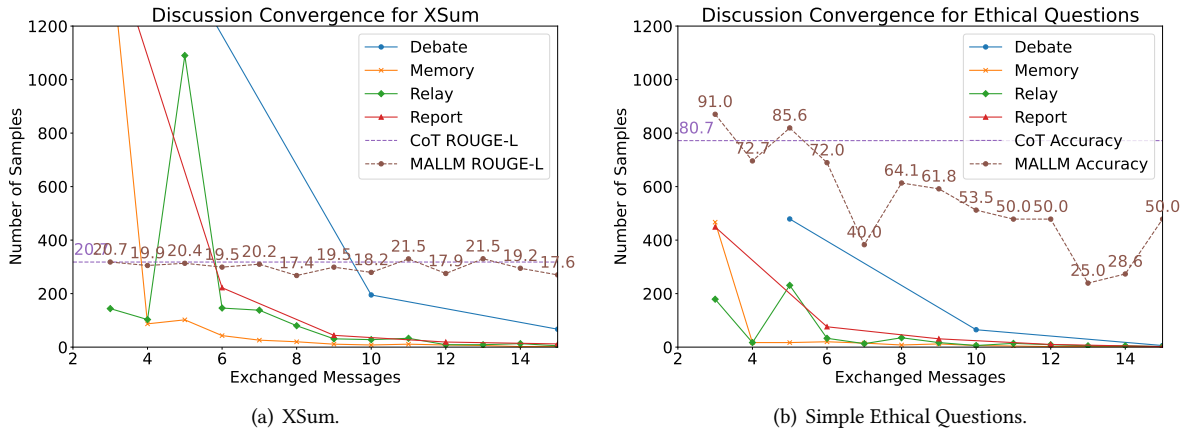 Discussion Convergence for XSum
1200
1000
800
600
400
200
0
Number of Samples
2
4
6
8
10
12
14
Exchanged Messages
Debate
Memory
Relay
Report
CoT ROUGE-L
MALLM ROUGE-L
20.7
20.7
19.9
20.4
19.5
20.2
17.4
19.5
18.2
21.5
17.9
21.5
19.2
17.6
(a) XSum.
Discussion Convergence for Ethical Questions
1200
1000
800
600
400
200
0
Number of Samples
2
4
6
8
10
12
14
Exchanged Messages
Debate
Memory
Relay
Report
CoT Accuracy
MALLM Accuracy
80.7
91.0
72.7
85.6
72.0
40.0
64.1
61.8
53.5
50.0
50.0
25.0
28.6
50.0
(b) Simple Ethical Questions.